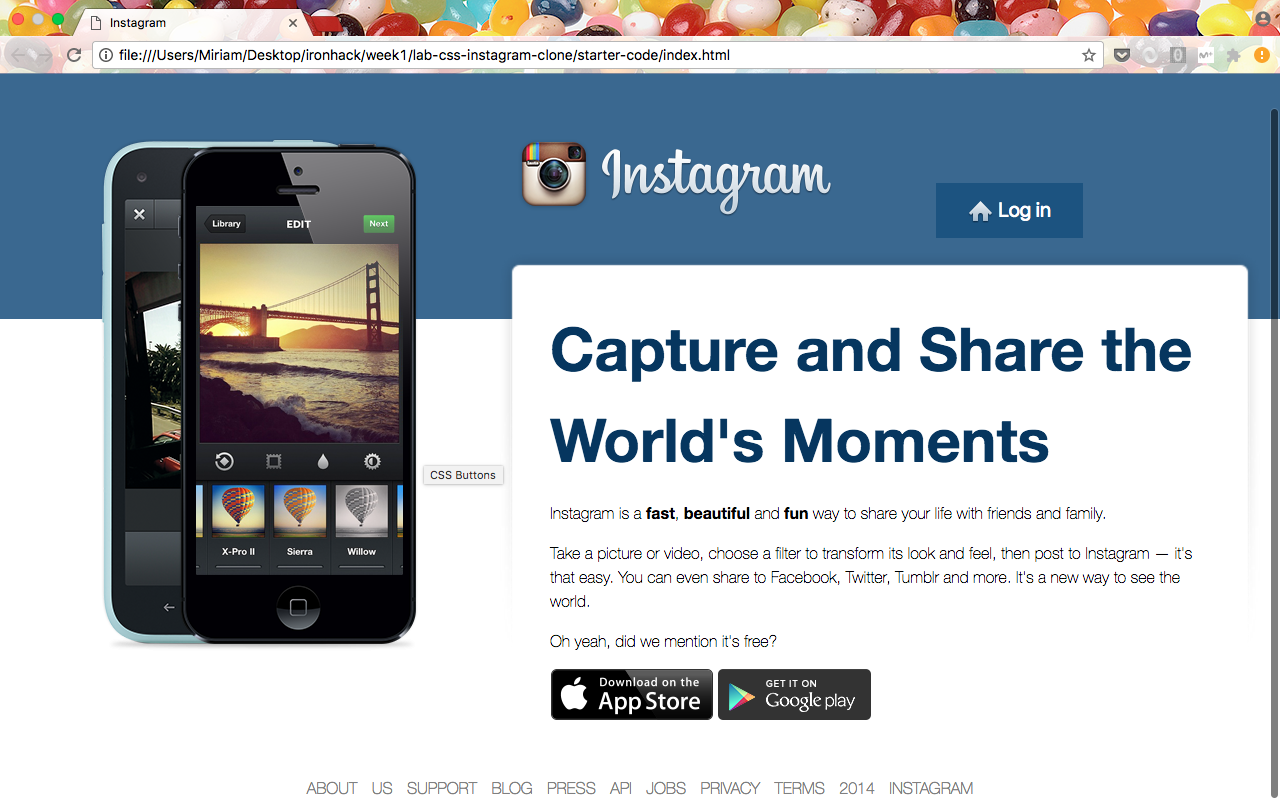 Instagram
file:///Users/Miriam/Desktop/ironhack/week1/lab-css-instagram-clone/starter-code/index.html
Instagram
Log in
Library
EDIT
Next
Capture and Share the
World's Moments
CSS Buttons
Instagram is a fast, beautiful and fun way to share your life with friends and family.
X-Pro II
Sierra
Willow
Take a picture or video, choose a filter to transform its look and feel, then post to Instagram — it's
that easy. You can even share to Facebook, Twitter, Tumblr and more. It's a new way to see the
world.
Oh yeah, did we mention it's free?
Download on the
App Store
GET IT ON
Google play
ABOUT US SUPPORT BLOG PRESS API JOBS PRIVACY TERMS 2014 INSTAGRAM